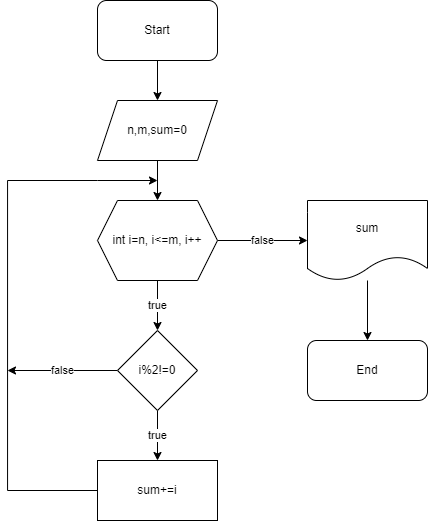 Start
n,m,sum=0
int i=n, i<=m, i++
false
sum
true
i%2!=0
false
End
true
sum+=i